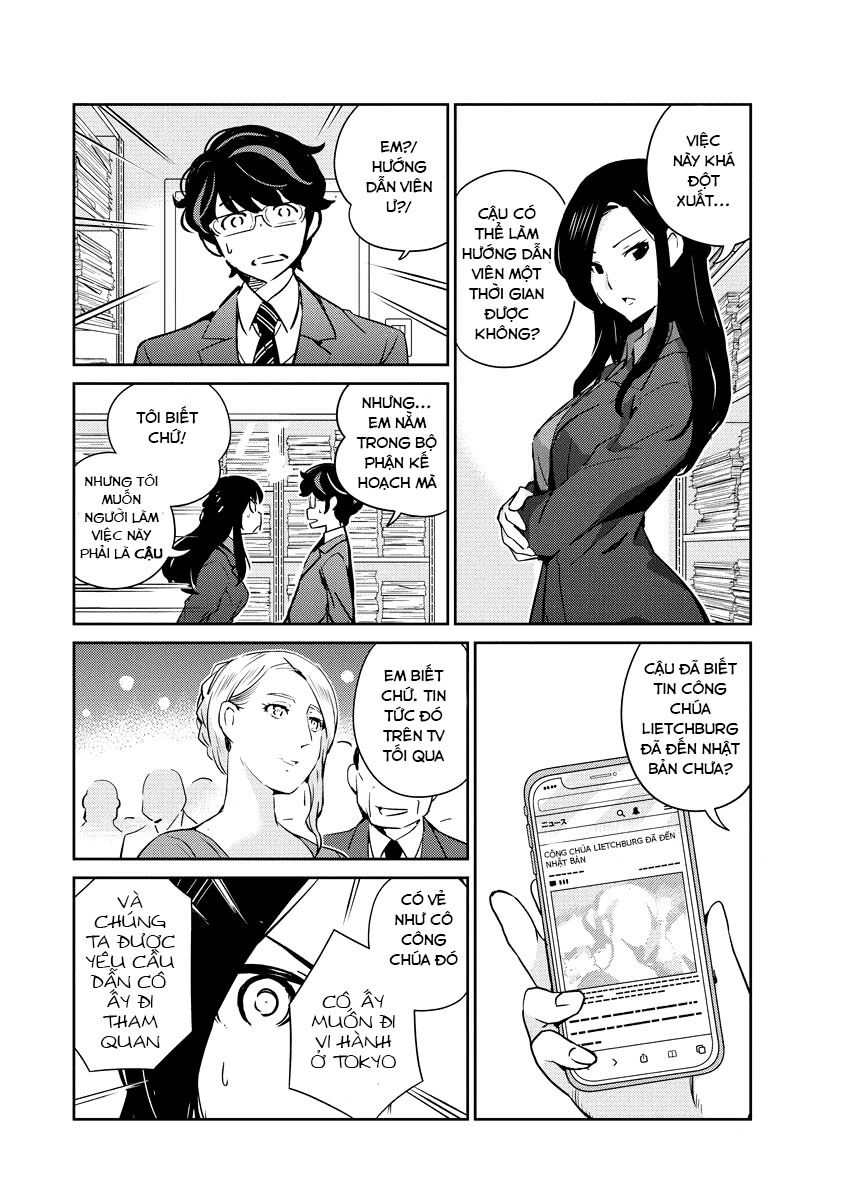 VIỆC
NÀY KHÁ
ĐỘT
XUẤT...
CẬU CÓ
THỂ LÀM
HƯỚNG DẪN
VIÊN MỘT
THỜI GIAN
ĐƯỢC
KHÔNG?
EM?/
HƯỚNG
DẪN VIÊN
Ư?/
NHƯNG...
EM NẰM
TRONG BỘ
PHẬN KẾ
HOẠCH MÀ
TÔI BIẾT
CHỨ!
NHƯNG TÔI
MUỐN
NGƯỜI LÀM
VIỆC NÀY
PHẢI LÀ CẬU
CẬU ĐÃ BIẾT
TIN CÔNG
CHÚA
LIETCHBURG
ĐÃ ĐẾN NHẬT
BẢN CHƯA?
ニュース
CÔNG CHÚA LIETCHBURG ĐÃ ĐẾN
NHẬT BẢN
EM BIẾT
CHỨ. TIN
TỨC ĐÓ
TRÊN TV
TỐI QUA
CÓ VẺ
NHƯ CÔ
CÔNG
CHÚA ĐÓ
CÔ ẤY
MUỐN ĐI
VI HÀNH
Ở TOKYO
VÀ
CHÚNG
TA ĐƯỢC
YÊU CẦU
DẪN CÔ
ẤY ĐI
THAM
QUAN